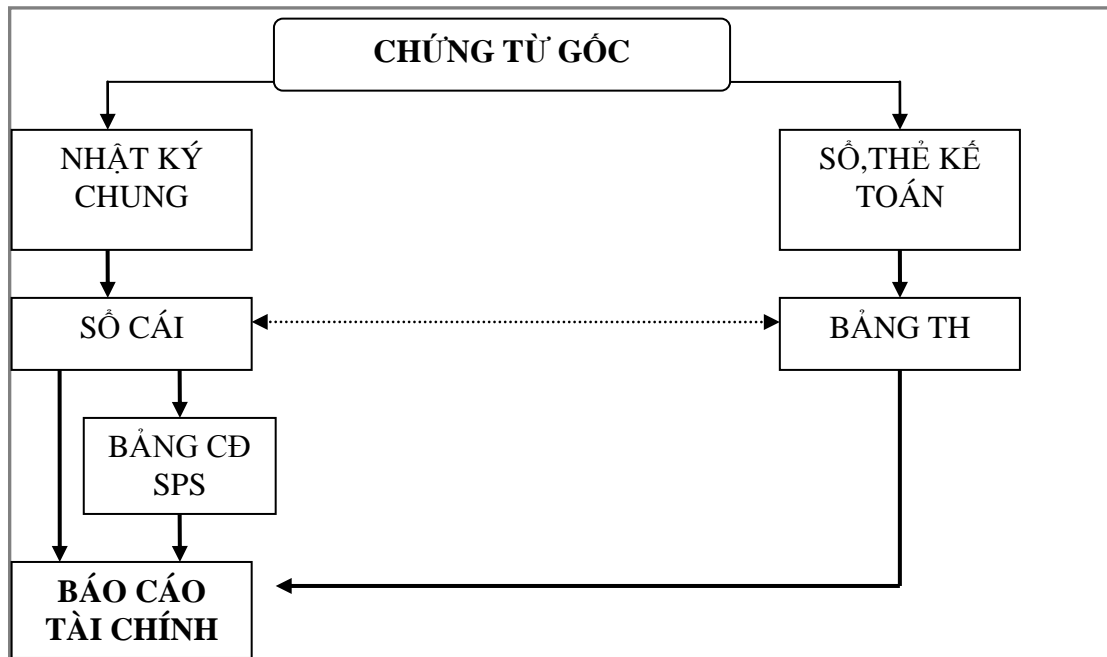 CHỨNG TỪ GỐC
NHẬT KÝ
CHUNG
SỔ,THẺ KẾ
TOÁN
SỔ CÁI
BẢNG TH
BẢNG CĐ
SPS
BÁO CÁO
TÀI CHÍNH